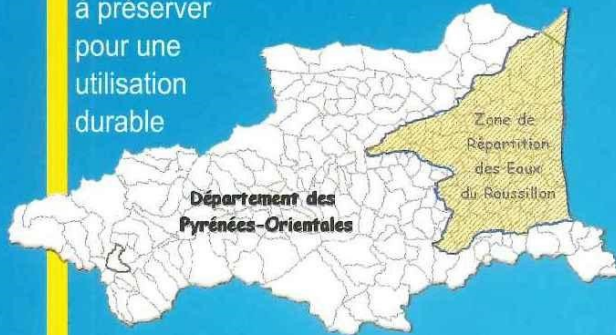 à préserver
pour une
utilisation
durable
Zone de
Répartition
des Eaux
du Roussillon
Département des
Pyrénées-Orientales